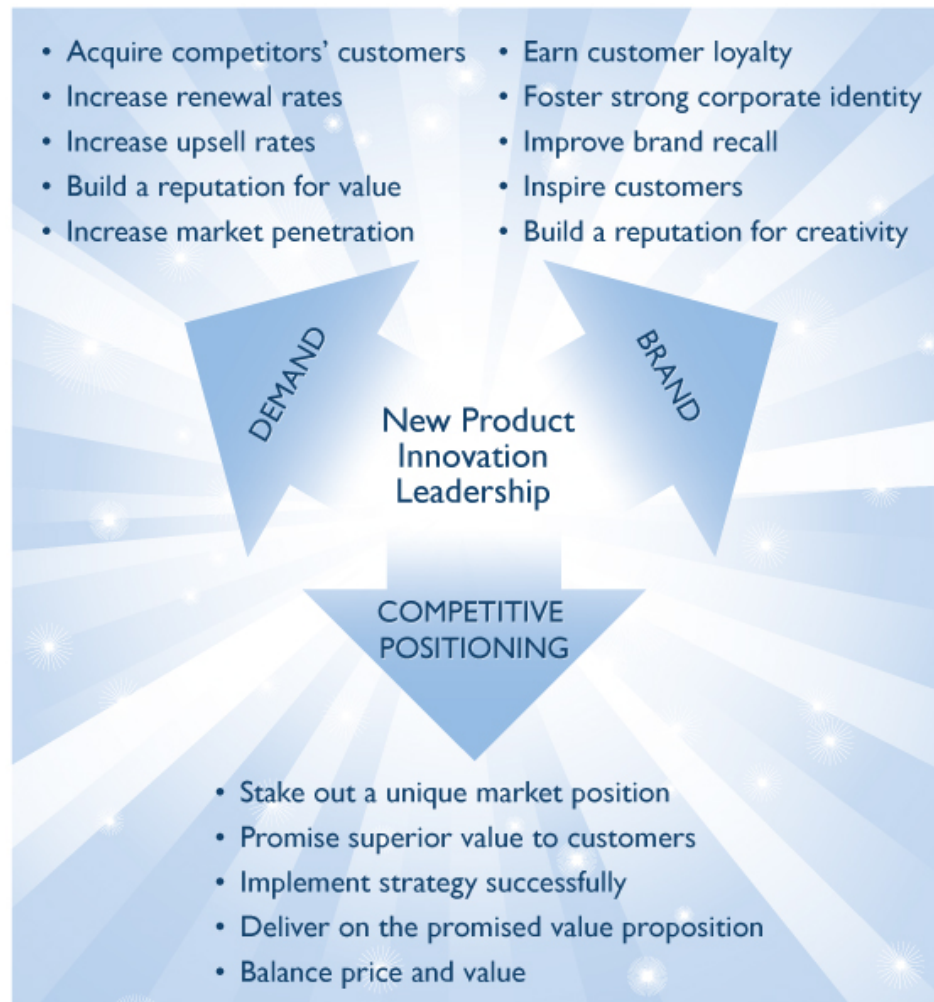 • Acquire competitors' customers
• Increase renewal rates
• Increase upsell rates
• Build a reputation for value
• Increase market penetration
• Earn customer loyalty
• Foster strong corporate identity
• Improve brand recall
• Inspire customers
• Build a reputation for creativity
DEMAND
BRAND
New Product
Innovation
Leadership
COMPETITIVE
POSITIONING
• Stake out a unique market position
• Promise superior value to customers
• Implement strategy successfully
• Deliver on the promised value proposition
• Balance price and value